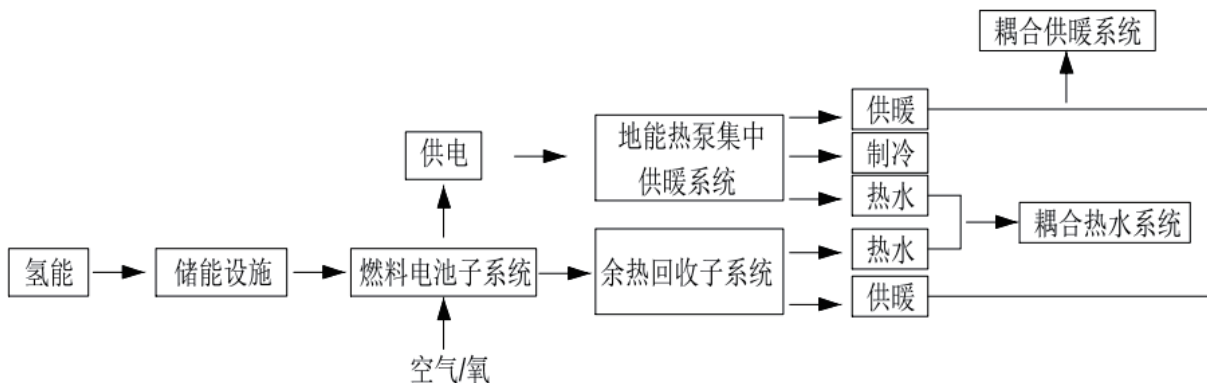 耦合供暖系统
供暖
供电
地能热泵集中
供暖系统
制冷
热水
耦合热水系统
氢能
储能设施
燃料电池子系统
余热回收子系统
热水
供暖
空气/氧